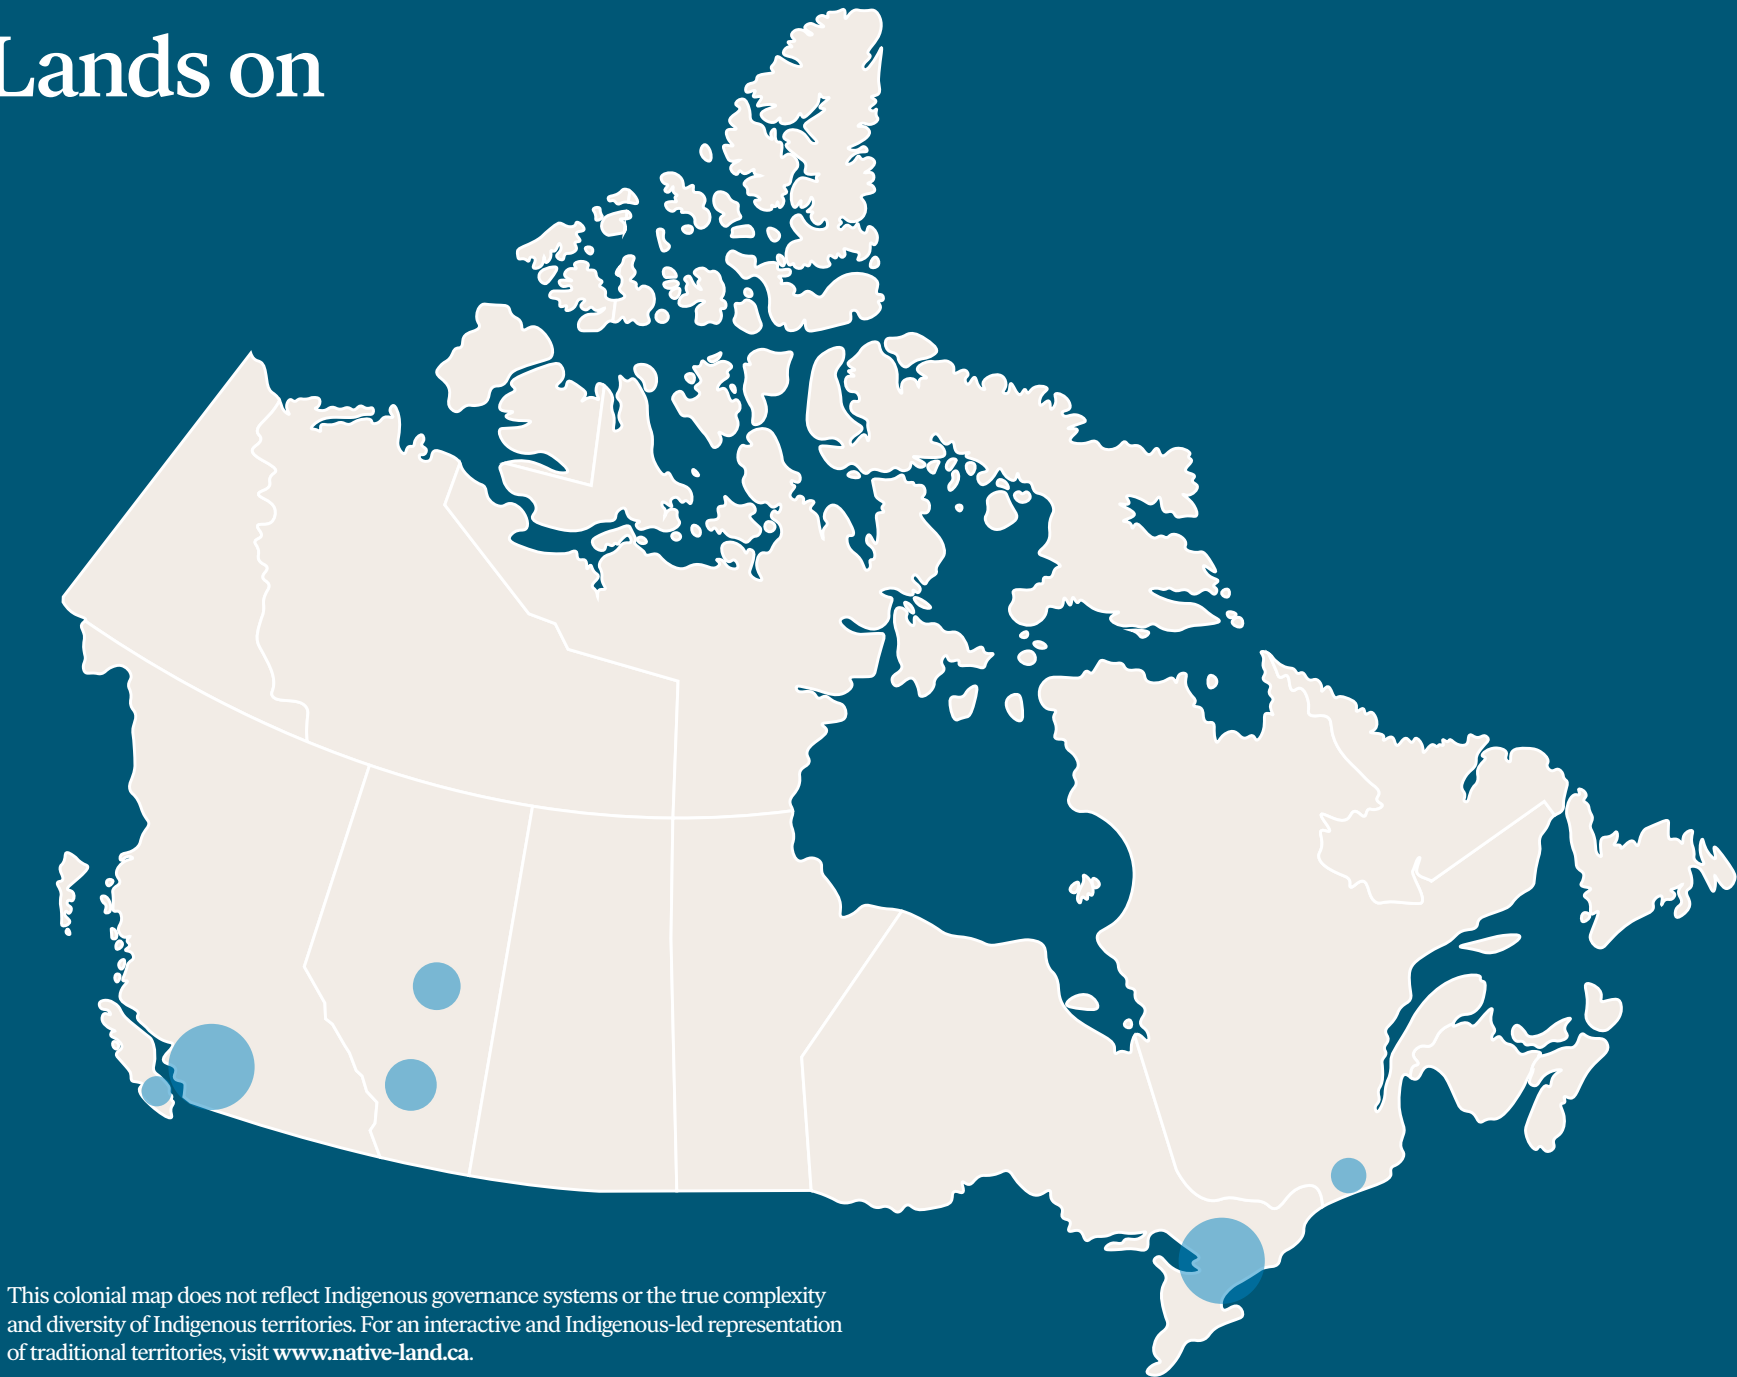 Lands on
This colonial map does not reflect Indigenous governance systems or the true complexity
and diversity of Indigenous territories. For an interactive and Indigenous-led representation
of traditional territories, visit www.native-land.ca.